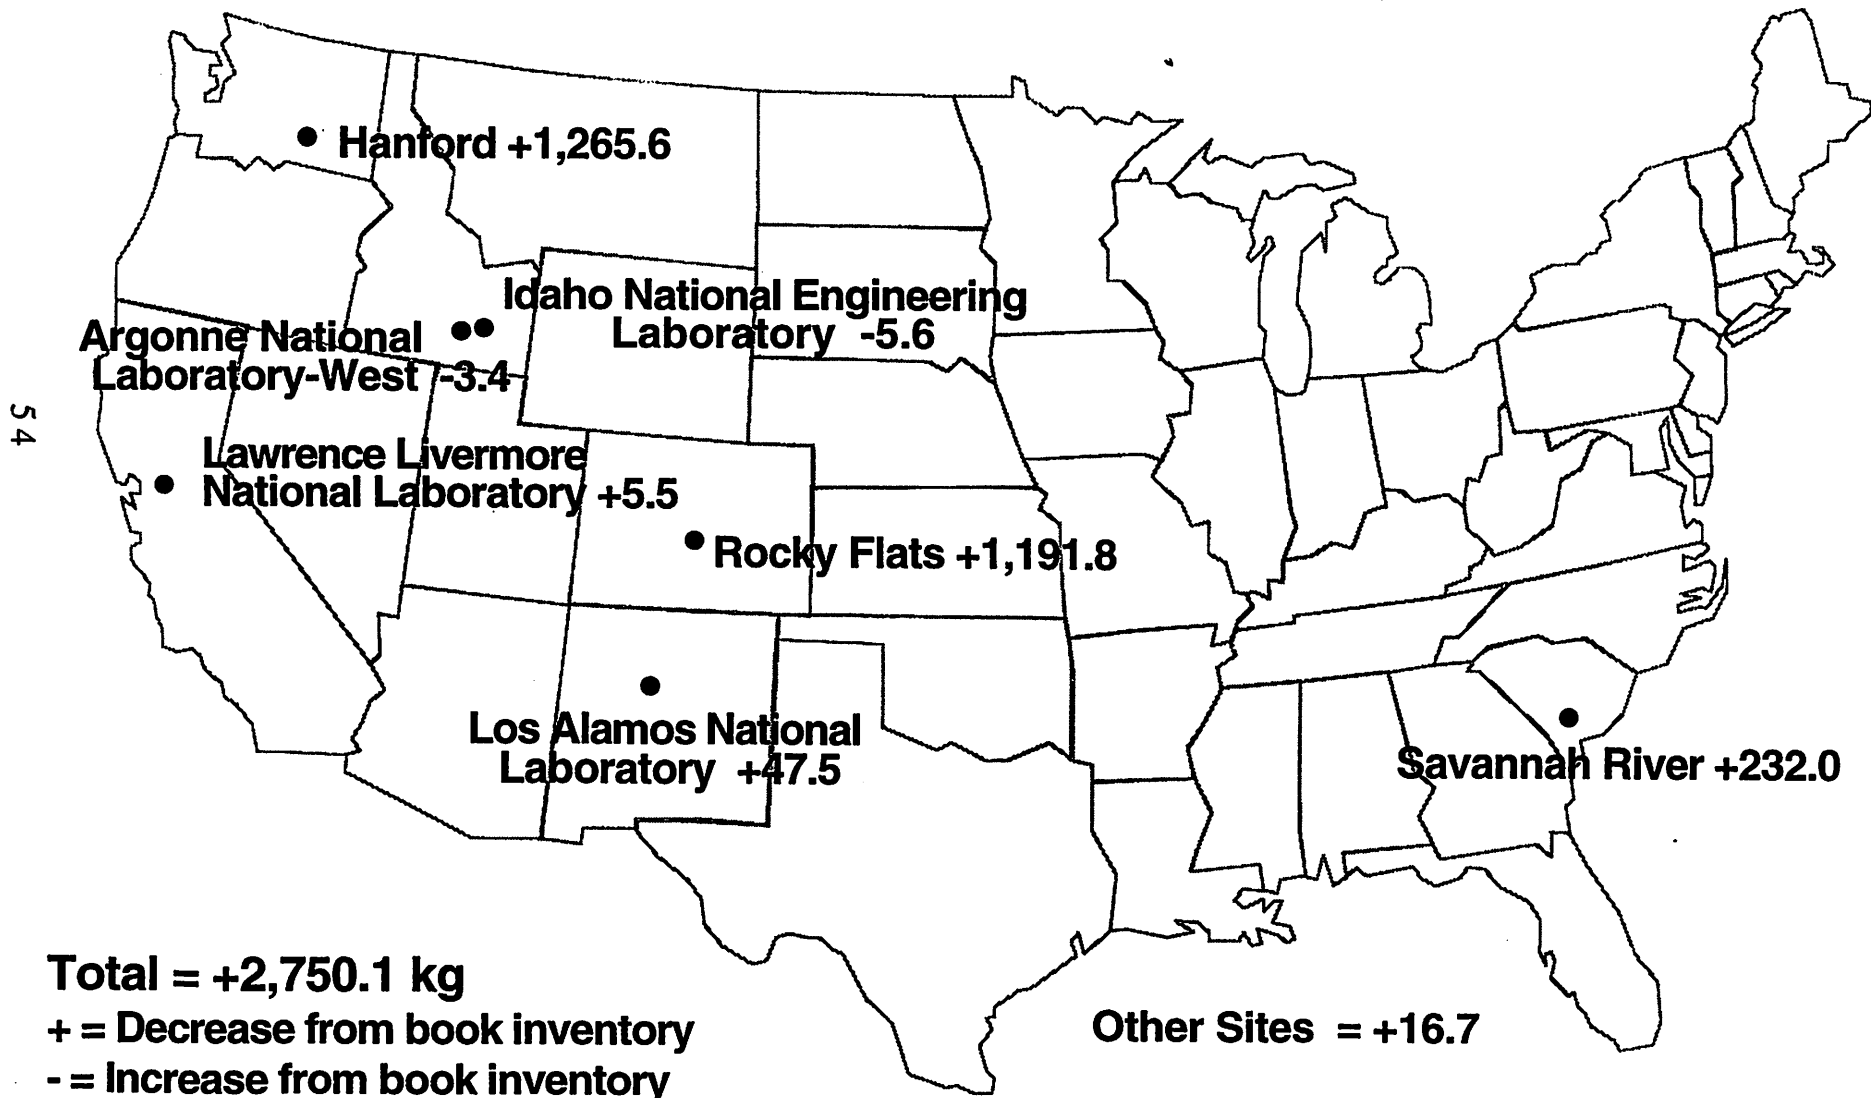 Hanford +1,265.6
Idaho National Engineering
Laboratory -5.6
Argonne National
Laboratory-West -3.4
54
Lawrence Livermore
National Laboratory +5.5
Rocky Flats +1,191.8
Los Alamos National
Laboratory +47.5
Savannah River +232.0
Total = +2,750.1 kg
+ = Decrease from book inventory
- = Increase from book inventory
Other Sites = +16.7